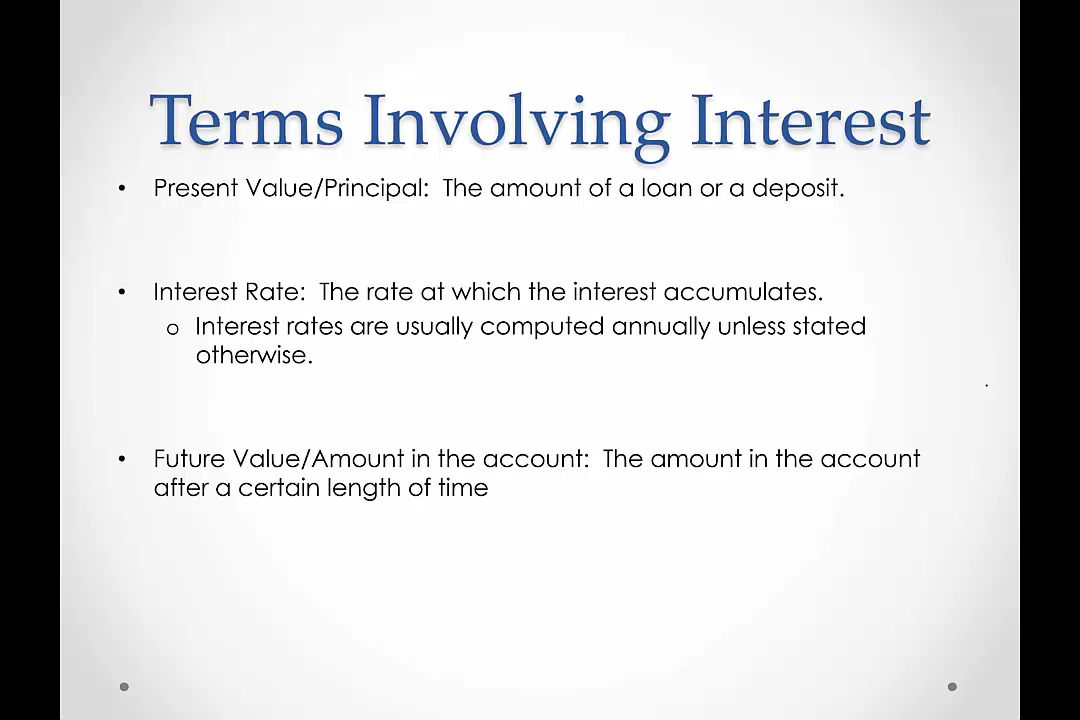 Terms Involving Interest
• Present Value/Principal:  The amount of a loan or a deposit.
• Interest Rate:  The rate at which the interest accumulates.
o Interest rates are usually computed annually unless stated
otherwise.
• Future Value/Amount in the account:  The amount in the account
after a certain length of time